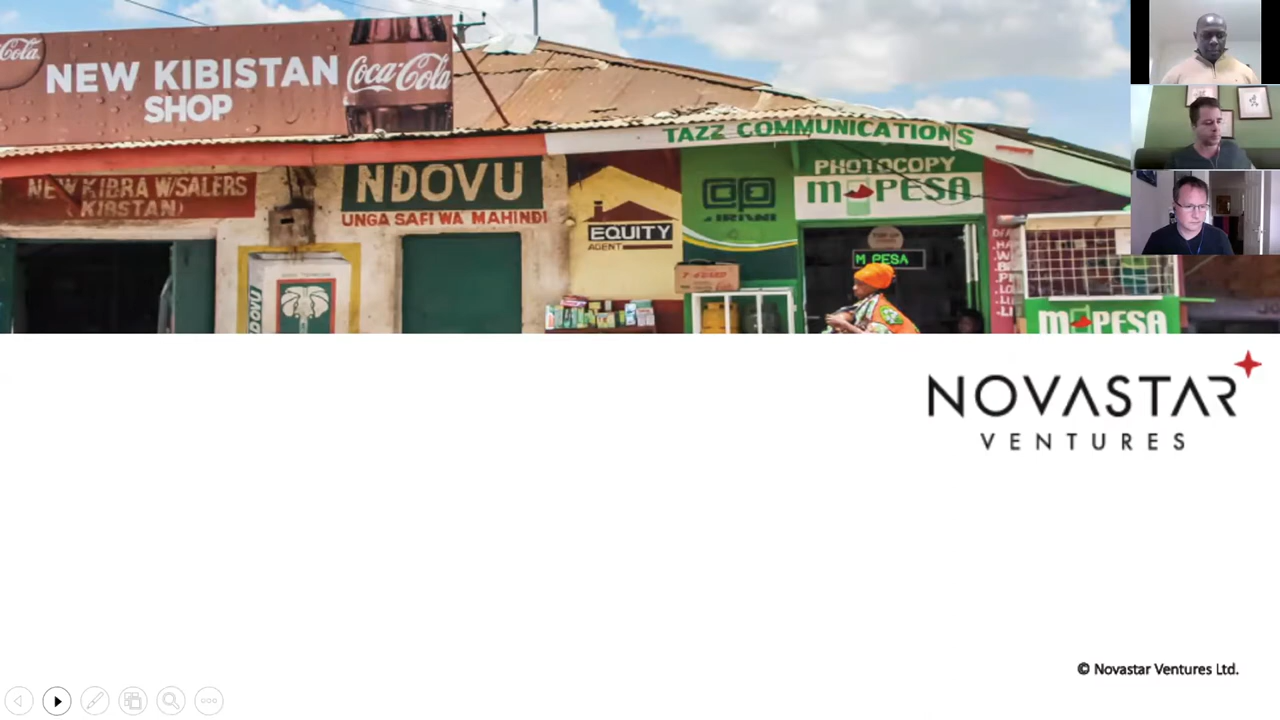 Cola
NEW KIBISTAN
SHOP
Coca-Cola
TAZZ COMMUNICATIONS
NEW KIBRA W/SALERS
(KIBSTAN)
NDOVU
UNGA SAFI WA MAHINDI
PHOTOCOPY
M-PESA
EQUITY
AGENT
M PESA
M-PESA
NOVASTAR
VENTURES
© Novastar Ventures Ltd.